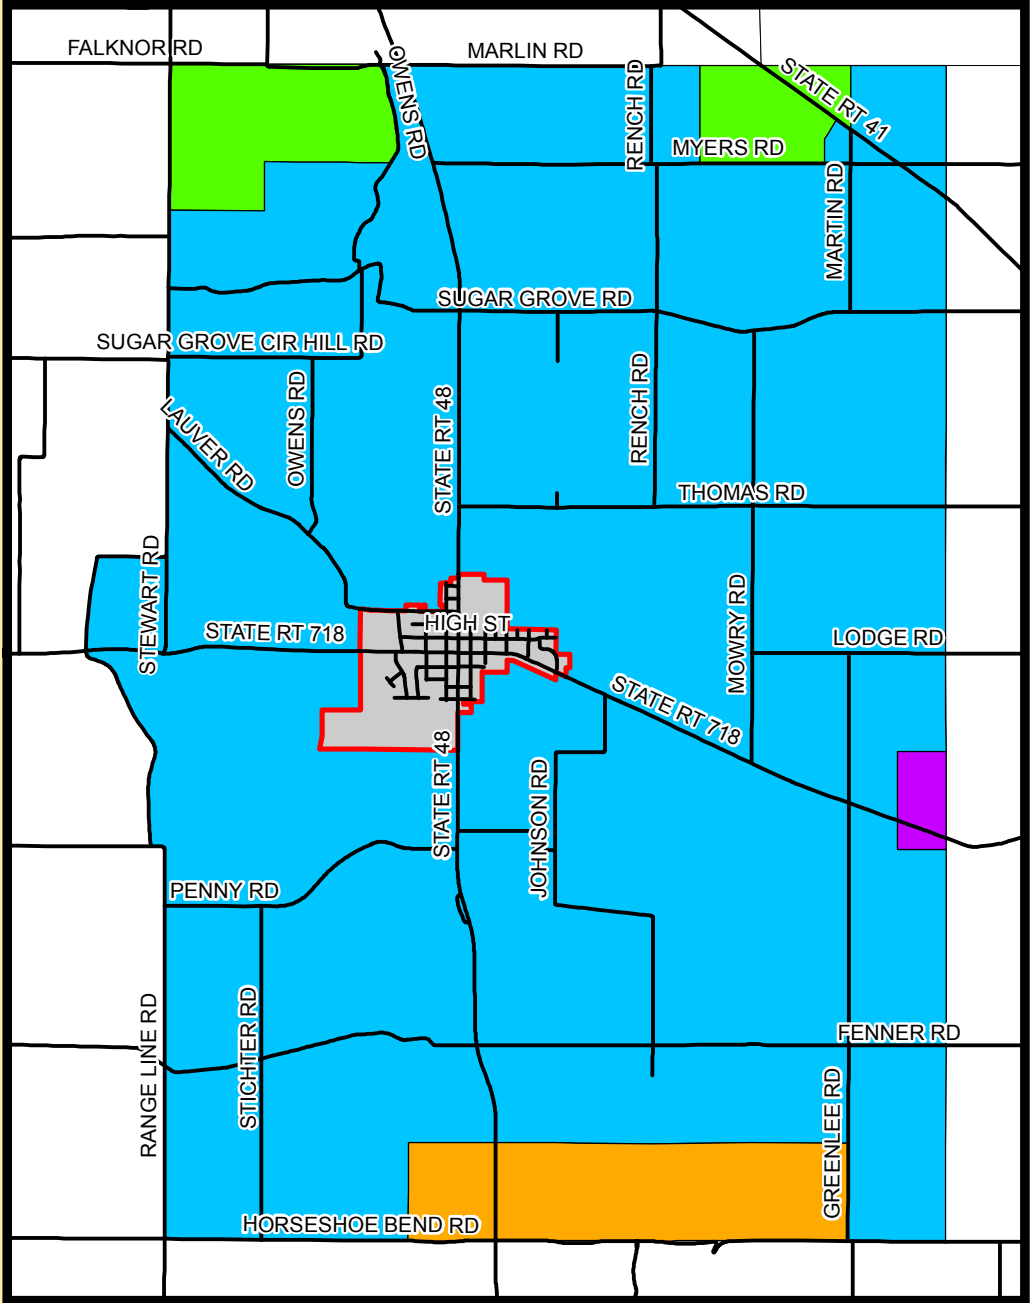 FALKNOR RD
MARLIN RD
OWENS RD
RENCH RD
STATE RT 41
MYERS RD
MARTIN RD
SUGAR GROVE RD
SUGAR GROVE CIR HILL RD
LAUVER RD
OWENS RD
STATE RT 48
RENCH RD
THOMAS RD
STEWART RD
STATE RT 718
HIGH ST
MOWRY RD
LODGE RD
STATE RT 718
STATE RT 48
JOHNSON RD
PENNY RD
RANGE LINE RD
STICHTER RD
FENNER RD
GREENLEE RD
HORSESHOE BEND RD